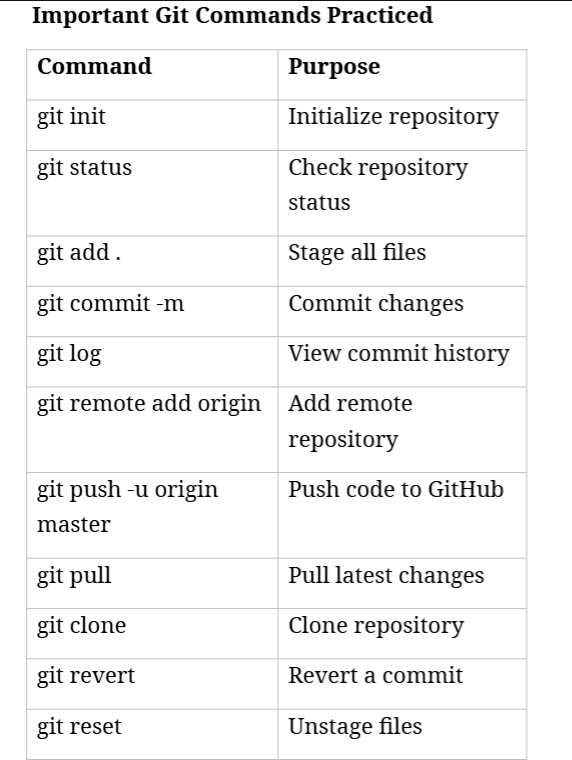 Important Git Commands Practiced
Command Purpose
git init Initialize repository
git status Check repository
status
git add . Stage all files
git commit -m Commit changes
git log View commit history
git remote add origin Add remote
repository
git push -u origin Push code to GitHub
master
git pull Pull latest changes
git clone Clone repository
git revert Revert a commit
git reset Unstage files